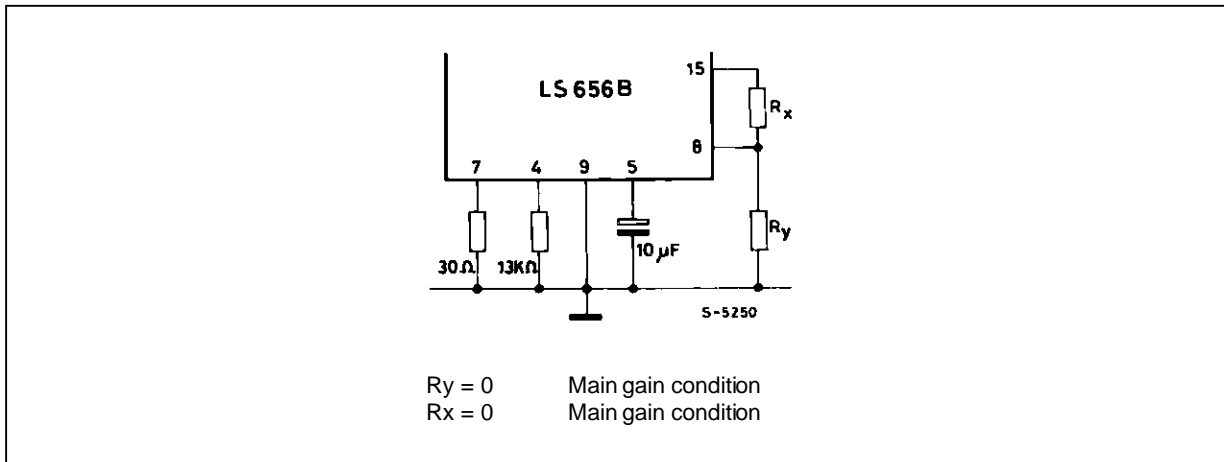 15
LS 656 B
Rx
8
7 4 9 5
Ry
30Ω 13KΩ 10 µF
S-5250
Ry = 0 Main gain condition
Rx = 0 Main gain condition